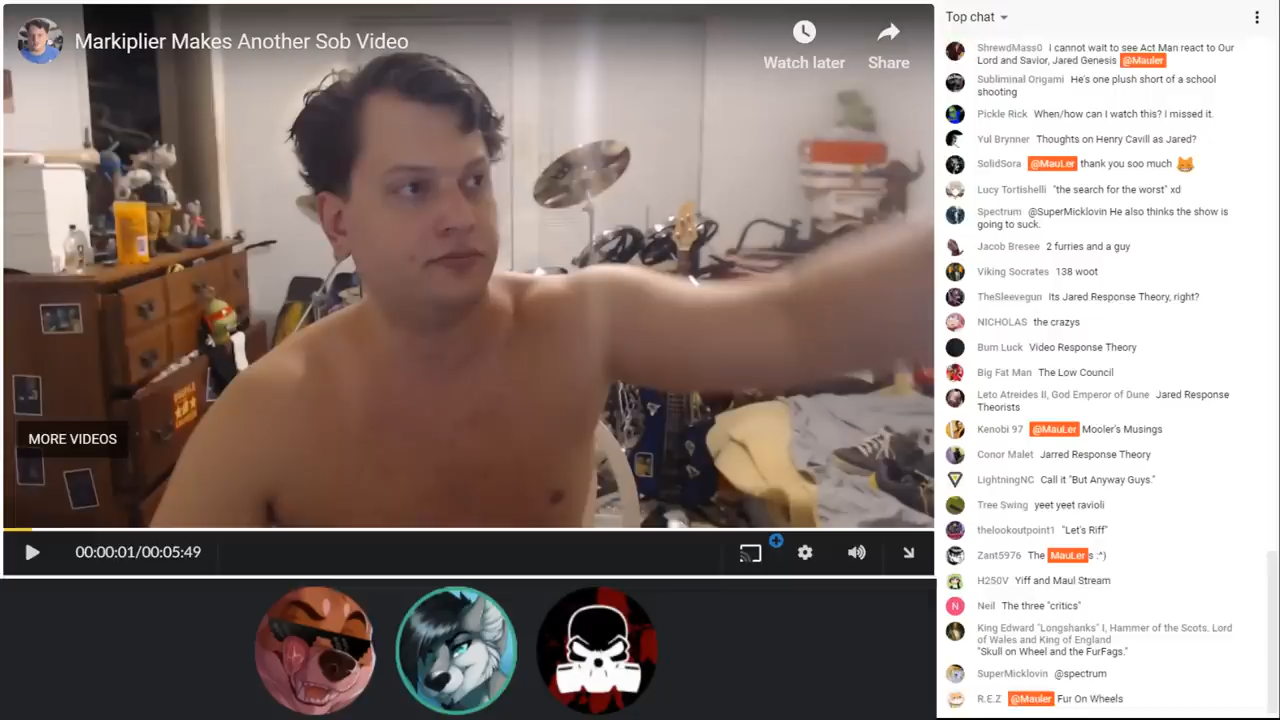 Markiplier Makes Another Sob Video
Watch later
Share
MORE VIDEOS
00:00:01/00:05:49
Top chat
ShrewdMass0 I cannot wait to see Act Man react to Our
Lord and Savior, Jared Genesis @Mauler
Subliminal Origami He's one plush short of a school
shooting
Pickle Rick When/how can I watch this? I missed it.
Yul Brynner Thoughts on Henry Cavill as Jared?
SolidSora @MauLer thank you soo much
Lucy Tortishelli "the search for the worst" xd
Spectrum @SuperMicklovin He also thinks the show is
going to suck.
Jacob Bresee 2 furries and a guy
Viking Socrates 138 woot
TheSleevegun Its Jared Response Theory, right?
NICHOLAS the crazys
Bum Luck Video Response Theory
Big Fat Man The Low Council
Leto Atreides II, God Emperor of Dune Jared Response
Theorists
Kenobi 97 @MauLer Mooler's Musings
Conor Malet Jarred Response Theory
LightningNC Call it "But Anyway Guys."
Tree Swing yeet yeet ravioli
thelookoutpoint1 "Let's Riff"
Zant5976 The MauLer s :^)
H250V Yiff and Maul Stream
N Neil The three "critics"
King Edward "Longshanks" I, Hammer of the Scots. Lord
of Wales and King of England
"Skull on Wheel and the FurFags."
SuperMicklovin @spectrum
R.E.Z @Mauler Fur On Wheels